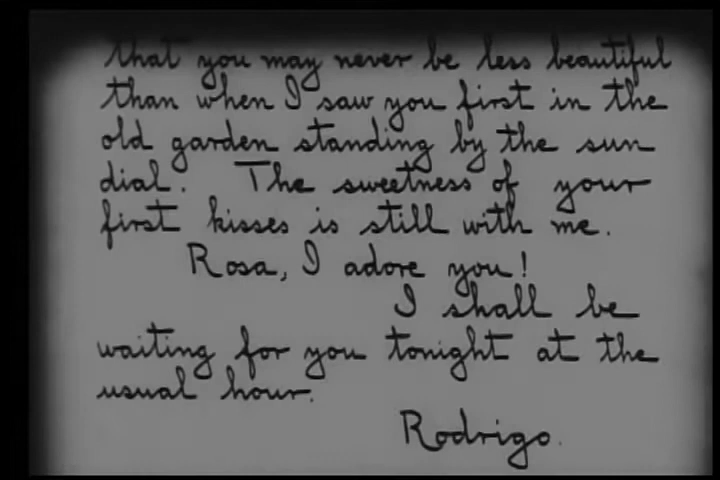 that you may never be less beautiful
than when I saw you first in the
old garden standing by the sun
dial. The sweetness of your
first kisses is still with me.
Rosa, I adore you!
I shall be
waiting for you tonight at the
usual hour.
Rodrigo.